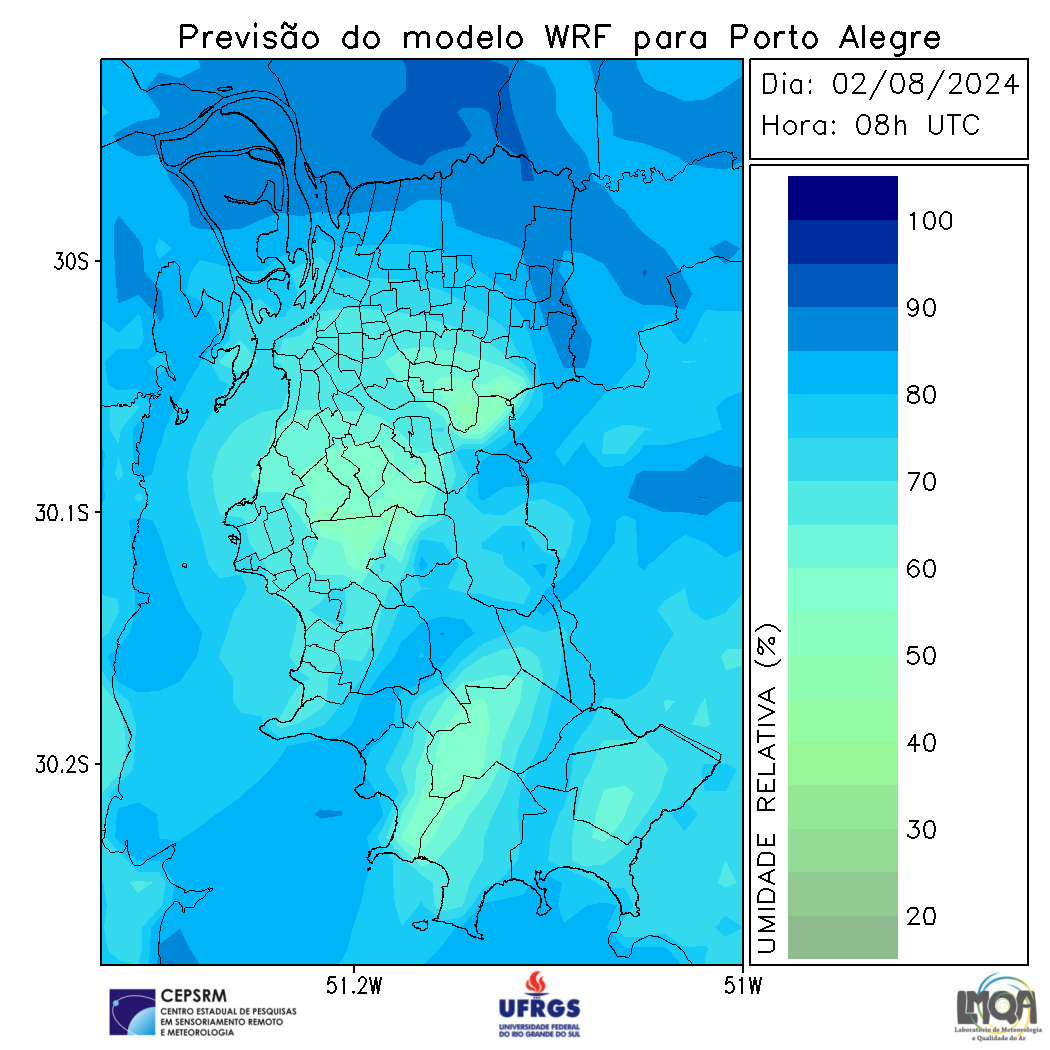 Previsão do modelo WRF para Porto Alegre
Dia: 02/08/2024
Hora: 08h UTC
100
90
80
70
60
50
40
30
20
UMIDADE RELATIVA (%)
30S
30.1S
30.2S
51.2W
51W
CEPSRM
CENTRO ESTADUAL DE PESQUISAS
EM SENSORIAMENTO REMOTO
E METEOROLOGIA
UFRGS
UNIVERSIDADE FEDERAL
DO RIO GRANDE DO SUL
LMQA
Laboratório de Meteorologia
e Qualidade do Ar